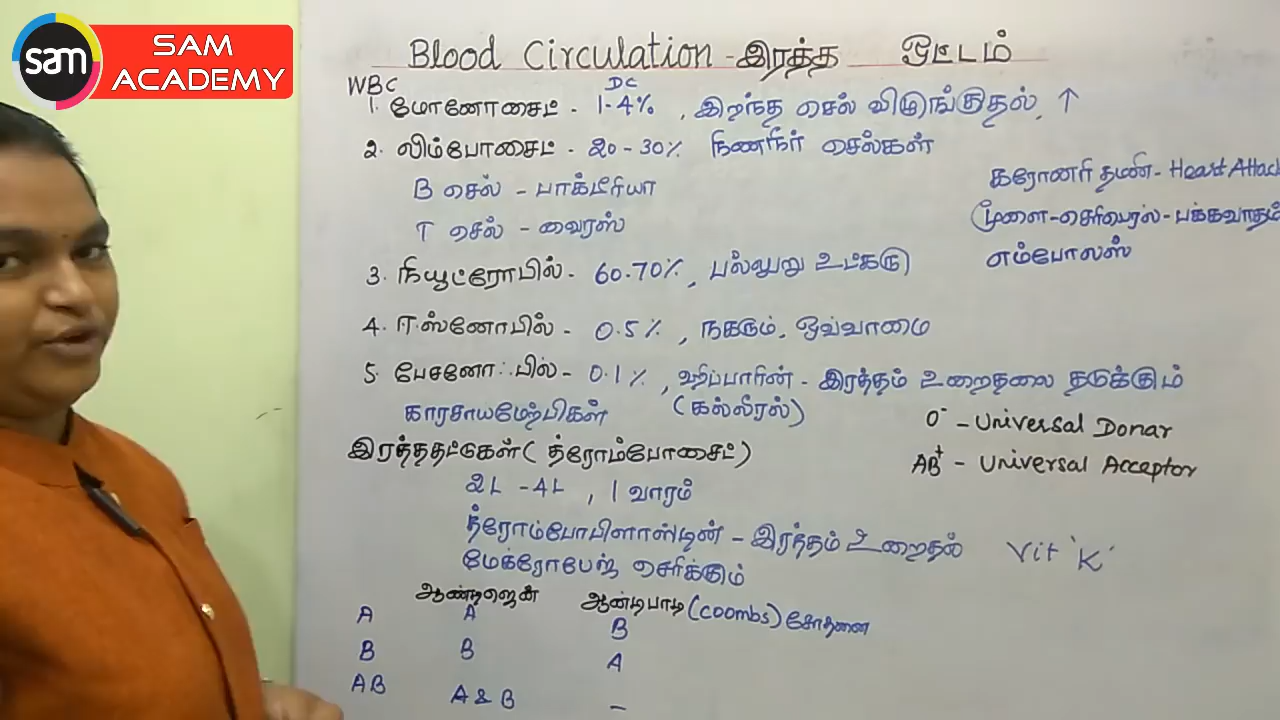 sam
SAM
ACADEMY
Blood Circulation - இரத்த ஓட்டம்
WBC DC
1. மோனோசைட் - 1-4% , இறந்த செல் விழுங்குதல், ↑
2. லிம்போசைட் - 20-30% நிணநீர் செல்கள்
B செல் - பாக்டீரியா
T செல் - வைரஸ்
கரோனரி தமனி - Heart Attack
மூளை - செரிபெரல் - பக்கவாதம்
எம்போலஸ்
3. நியூட்ரோபில் - 60-70% , பல்லுறு உட்கரு
4. ஈஸ்னோபில் - 0.5% , நகரும், ஒவ்வாமை
5. பேசனோஃபில் - 0.1% , ஹிப்பாரின் - இரத்தம் உறைதலை தடுக்கும்
காரசாயமேற்பிகள் (கல்லீரல்)
O⁻ - Universal Donar
AB⁺ - Universal Acceptor
இரத்ததட்டுகள் (த்ரோம்போசைட்)
2L - 4L , 1 வாரம்
த்ரோம்போபிளாஸ்டின் - இரத்தம் உறைதல் Vit 'K'
மேக்ரோபேஜ் செரிக்கும்
ஆண்டிஜென் ஆன்டிபாடி (coombs) சோதனை
A A B
B B A
AB A & B -